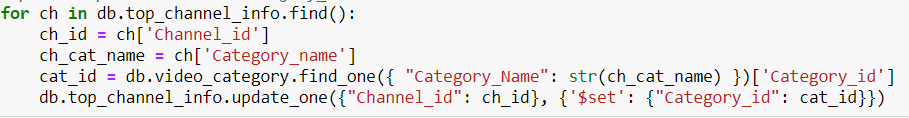 for ch in db.top_channel_info.find():
    ch_id = ch['Channel_id']
    ch_cat_name = ch['Category_name']
    cat_id = db.video_category.find_one({ "Category_Name": str(ch_cat_name) })['Category_id']
    db.top_channel_info.update_one({"Channel_id": ch_id}, {'$set': {"Category_id": cat_id}})